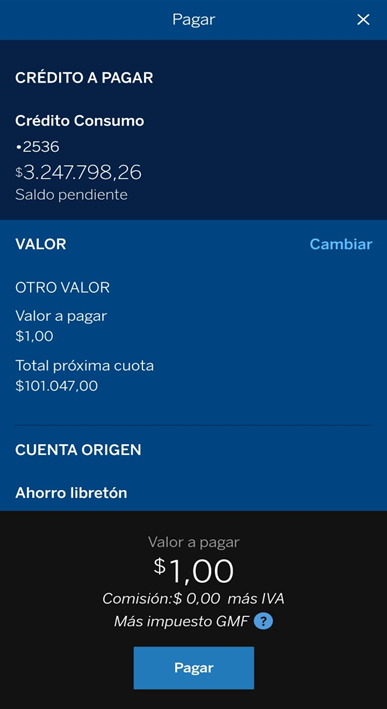 Pagar
CRÉDITO A PAGAR
Crédito Consumo
•2536
$3.247.798,26
Saldo pendiente
VALOR
Cambiar
OTRO VALOR
Valor a pagar
$1,00
Total próxima cuota
$101.047,00
CUENTA ORIGEN
Ahorro libretón
Valor a pagar
$1,00
Comisión:$ 0,00 más IVA
Más impuesto GMF ?
Pagar